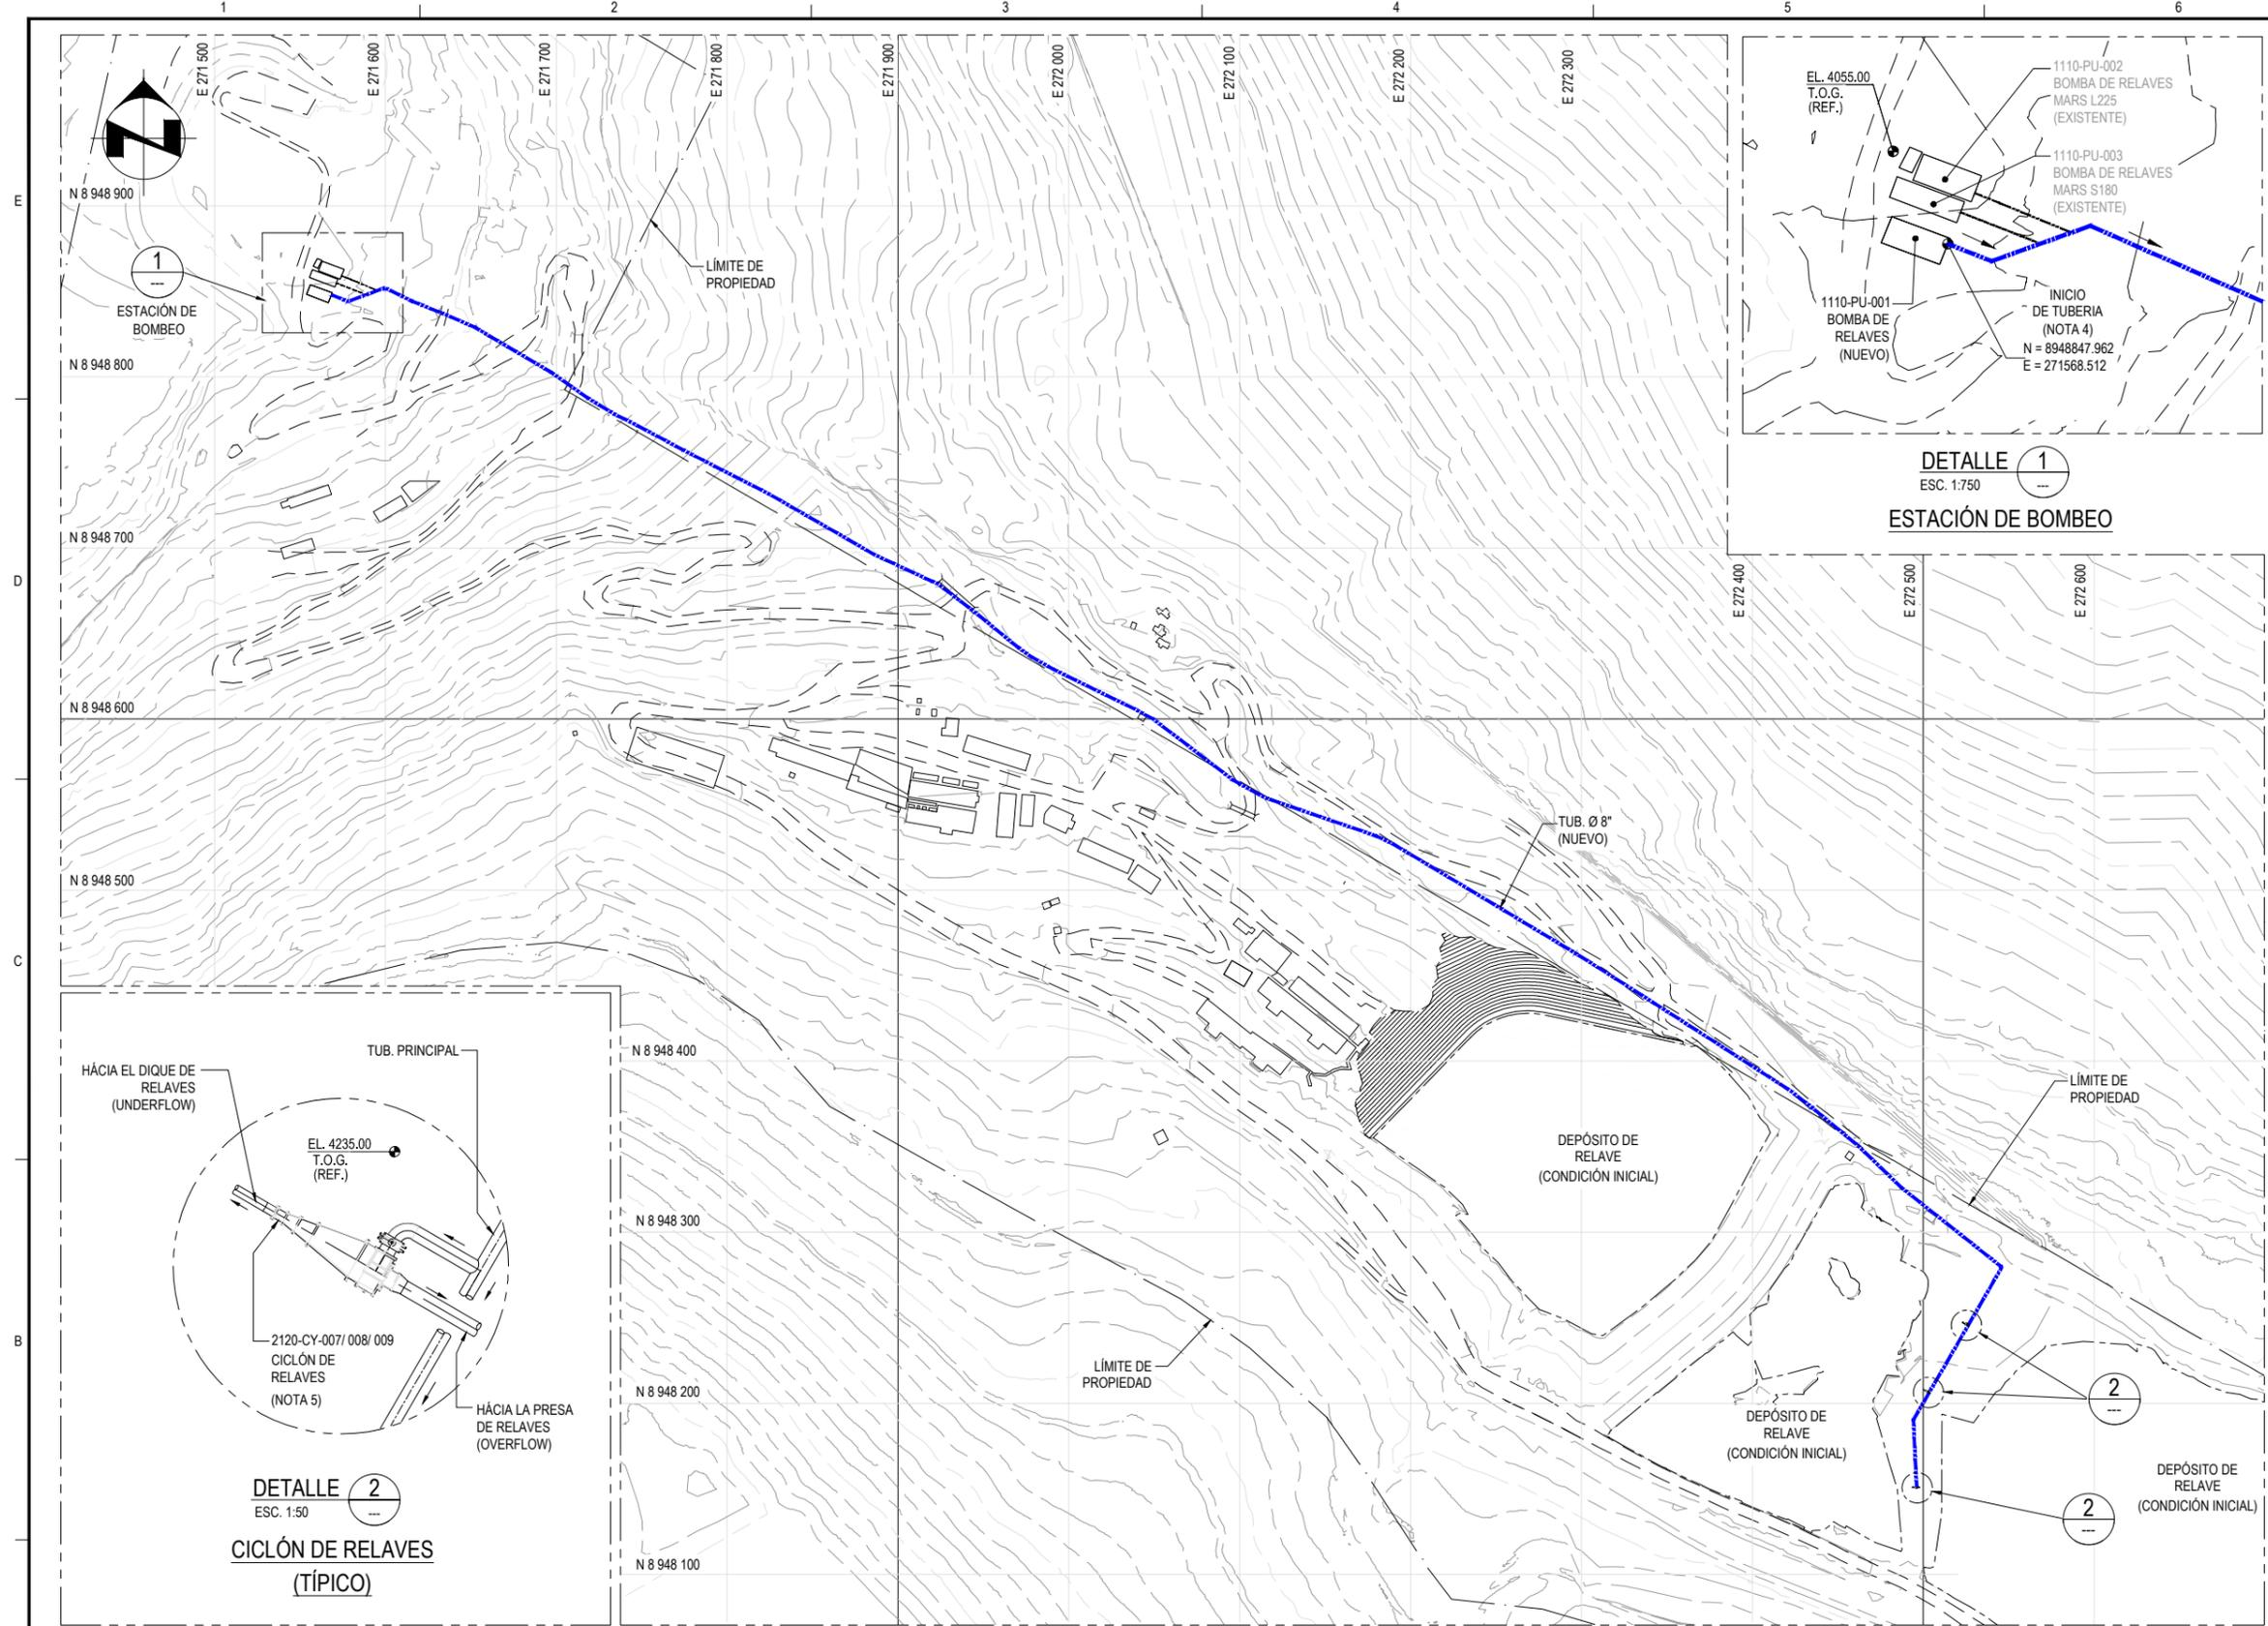 1
2
3
4
5
6
E
D
C
B
E 271 500
E 271 600
E 271 700
E 271 800
E 271 900
E 272 000
E 272 100
E 272 200
E 272 300
N
N 8 948 900
1
---
ESTACIÓN DE
BOMBEO
LÍMITE DE
PROPIEDAD
N 8 948 800
N 8 948 700
N 8 948 600
N 8 948 500
EL. 4055.00
T.O.G.
(REF.)
1110-PU-002
BOMBA DE RELAVES
MARS L225
(EXISTENTE)
1110-PU-003
BOMBA DE RELAVES
MARS S180
(EXISTENTE)
1110-PU-001
BOMBA DE
RELAVES
(NUEVO)
INICIO
DE TUBERIA
(NOTA 4)
N = 8948847.962
E = 271568.512
DETALLE 1
ESC. 1:750 ---
ESTACIÓN DE BOMBEO
E 272 400
E 272 500
E 272 600
TUB. Ø 8"
(NUEVO)
N 8 948 400
N 8 948 300
N 8 948 200
N 8 948 100
LÍMITE DE
PROPIEDAD
DEPÓSITO DE
RELAVE
(CONDICIÓN INICIAL)
LÍMITE DE
PROPIEDAD
DEPÓSITO DE
RELAVE
(CONDICIÓN INICIAL)
2
---
DEPÓSITO DE
RELAVE
(CONDICIÓN INICIAL)
2
---
TUB. PRINCIPAL
HÁCIA EL DIQUE DE
RELAVES
(UNDERFLOW)
EL. 4235.00
T.O.G.
(REF.)
2120-CY-007/ 008/ 009
CICLÓN DE
RELAVES
(NOTA 5)
HÁCIA LA PRESA
DE RELAVES
(OVERFLOW)
DETALLE 2
ESC. 1:50 ---
CICLÓN DE RELAVES
(TÍPICO)